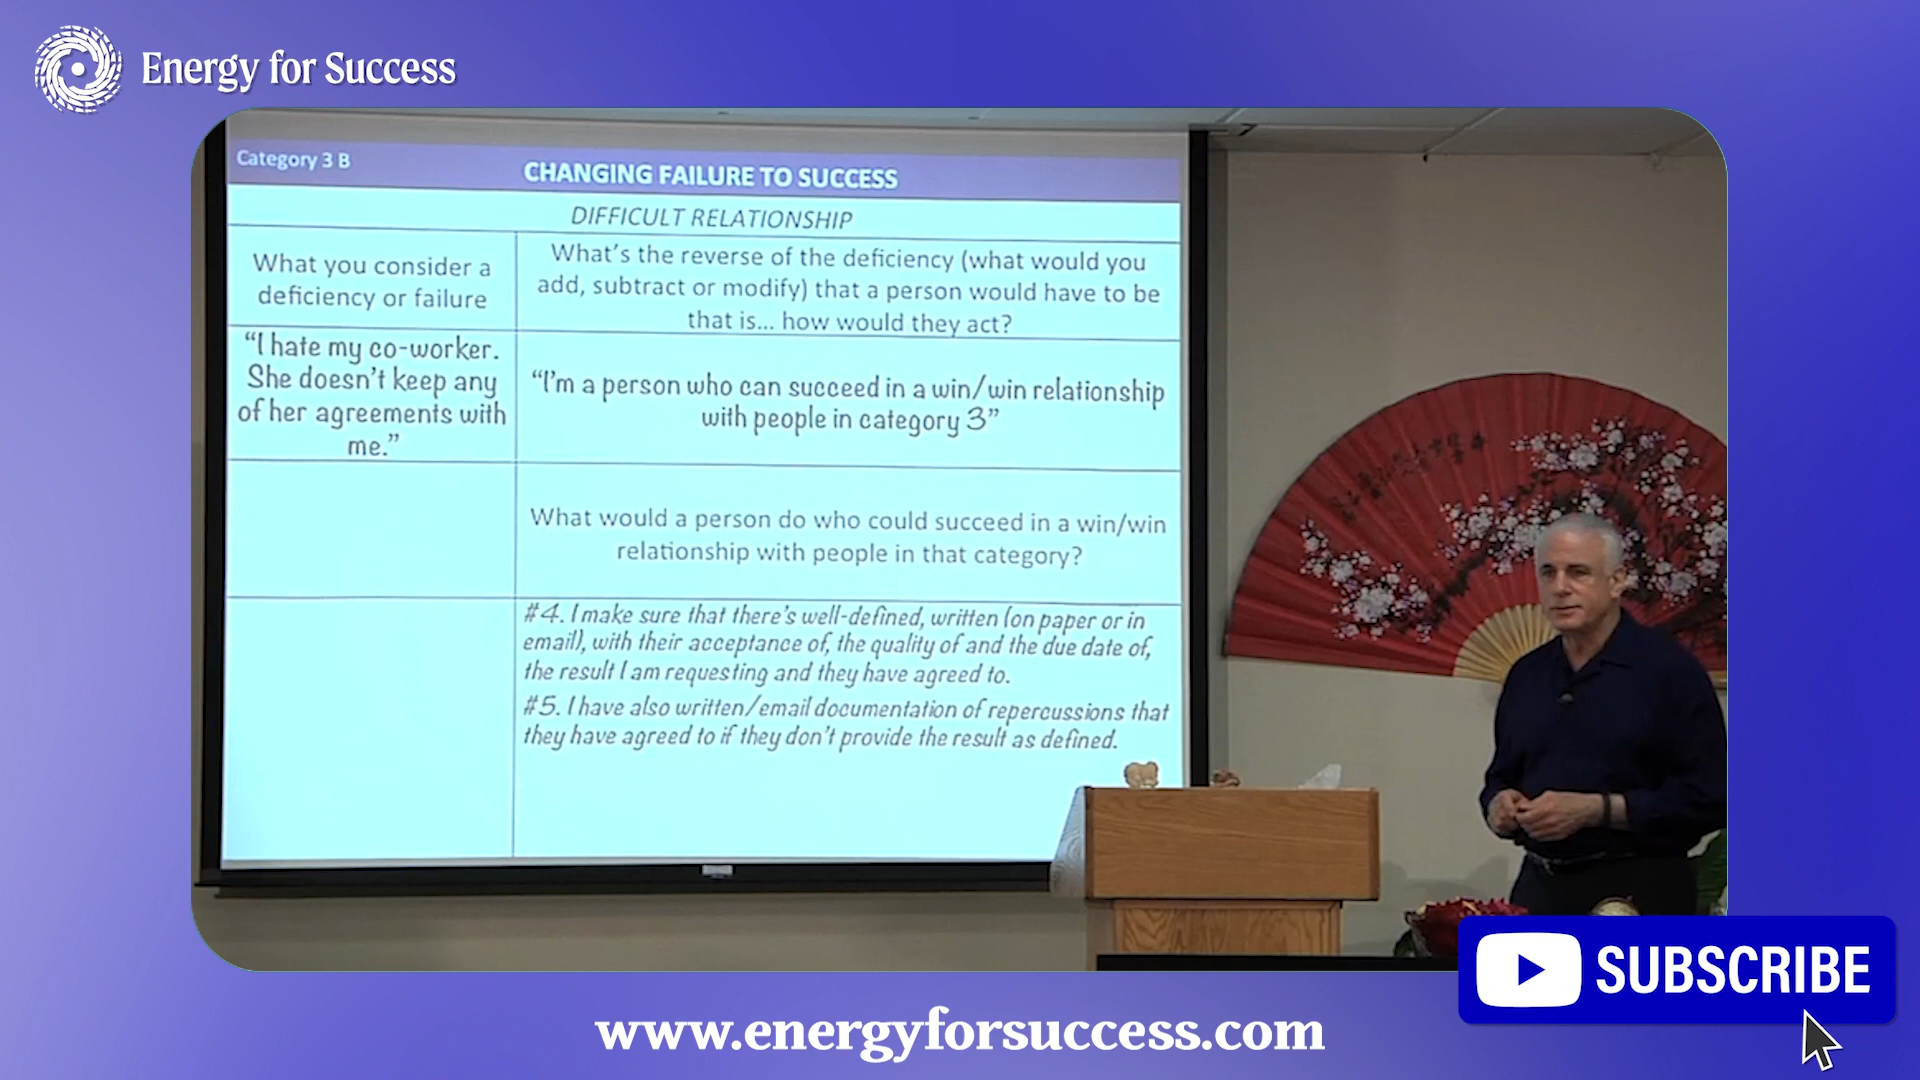 Energy for Success
Category 3 B
CHANGING FAILURE TO SUCCESS
DIFFICULT RELATIONSHIP
What you consider a
deficiency or failure
What's the reverse of the deficiency (what would you
add, subtract or modify) that a person would have to be
that is... how would they act?
"I hate my co-worker.
She doesn't keep any
of her agreements with
me."
"I'm a person who can succeed in a win/win relationship
with people in category 3"
What would a person do who could succeed in a win/win
relationship with people in that category?
#4. I make sure that there's well-defined, written (on paper or in
email), with their acceptance of, the quality of and the due date of,
the result I am requesting and they have agreed to.
#5. I have also written/email documentation of repercussions that
they have agreed to if they don't provide the result as defined.
SUBSCRIBE
www.energyforsuccess.com